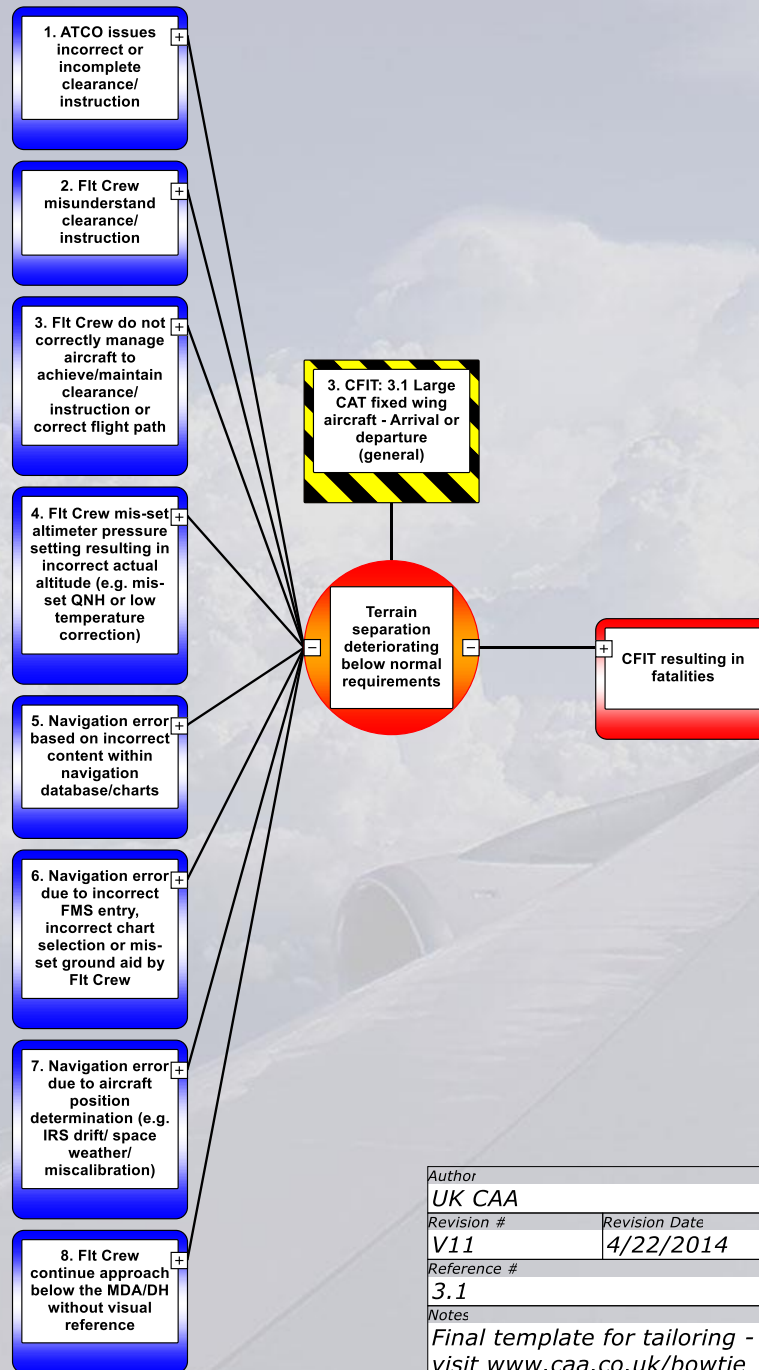 1. ATCO issues
incorrect or
incomplete
clearance/
instruction
2. Flt Crew
misunderstand
clearance/
instruction
3. Flt Crew do not
correctly manage
aircraft to
achieve/maintain
clearance/
instruction or
correct flight path
4. Flt Crew mis-set
altimeter pressure
setting resulting in
incorrect actual
altitude (e.g. mis-
set QNH or low
temperature
correction)
5. Navigation error
based on incorrect
content within
navigation
database/charts
6. Navigation error
due to incorrect
FMS entry,
incorrect chart
selection or mis-
set ground aid by
Flt Crew
7. Navigation error
due to aircraft
position
determination (e.g.
IRS drift/ space
weather/
miscalibration)
8. Flt Crew
continue approach
below the MDA/DH
without visual
reference
3. CFIT: 3.1 Large
CAT fixed wing
aircraft - Arrival or
departure
(general)
Terrain
separation
deteriorating
below normal
requirements
CFIT resulting in
fatalities
Author
UK CAA
Revision #
V11
Revision Date
4/22/2014
Reference #
3.1
Notes
Final template for tailoring -
visit www.caa.co.uk/bowtie